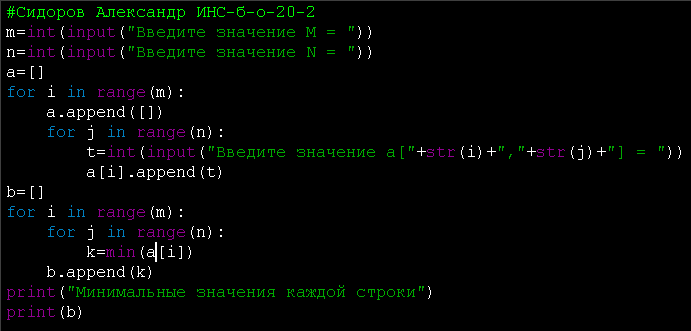 #Сидоров Александр ИНС-б-о-20-2
m=int(input("Введите значение M = "))
n=int(input("Введите значение N = "))
a=[]
for i in range(m):
    a.append([])
    for j in range(n):
        t=int(input("Введите значение a["+str(i)+","+str(j)+"] = "))
        a[i].append(t)
b=[]
for i in range(m):
    for j in range(n):
        k=min(a[i])
    b.append(k)
print("Минимальные значения каждой строки")
print(b)